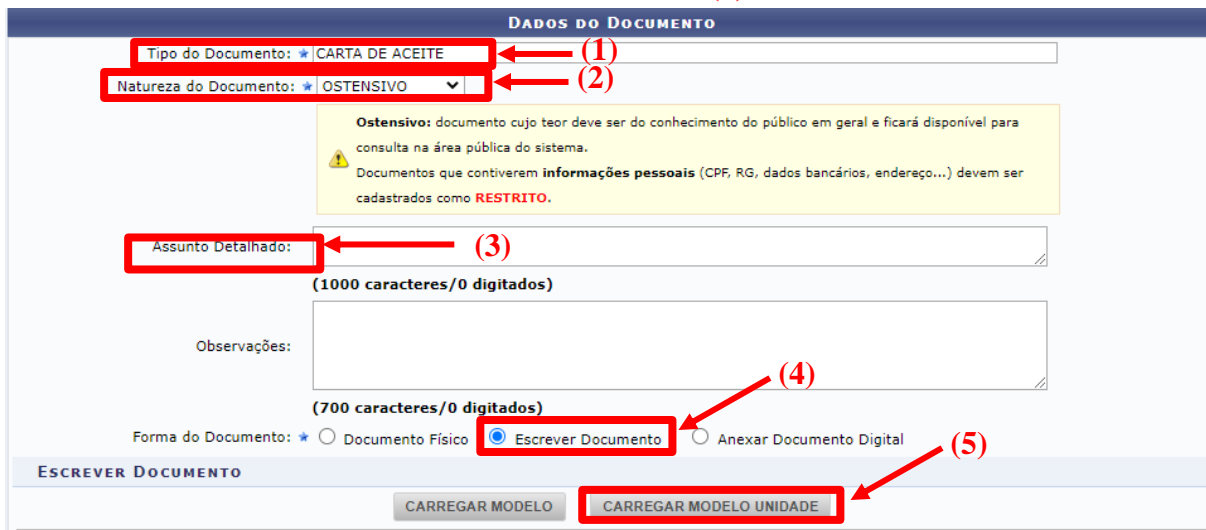 DADOS DO DOCUMENTO
Tipo do Documento: ★ CARTA DE ACEITE (1)
Natureza do Documento: ★ OSTENSIVO (2)
Ostensivo: documento cujo teor deve ser do conhecimento do público em geral e ficará disponível para
consulta na área pública do sistema.
Documentos que contiverem informações pessoais (CPF, RG, dados bancários, endereço...) devem ser
cadastrados como RESTRITO.
Assunto Detalhado: (3)
(1000 caracteres/0 digitados)
Observações:
(4)
(700 caracteres/0 digitados)
Forma do Documento: ★ Documento Físico Escrever Documento Anexar Documento Digital
(5)
ESCREVER DOCUMENTO
CARREGAR MODELO CARREGAR MODELO UNIDADE